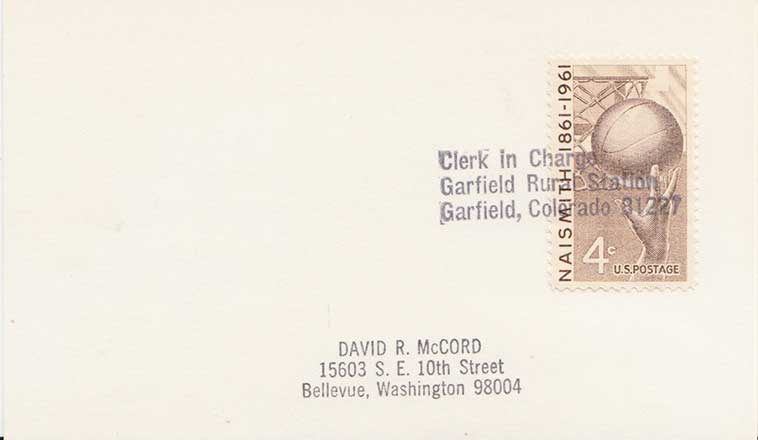 NAISMITH 1861-1961
Clerk in Charge
Garfield Rural Station
Garfield, Colorado 81227
4c
U.S. POSTAGE
DAVID R. McCORD
15603 S. E. 10th Street
Bellevue, Washington 98004